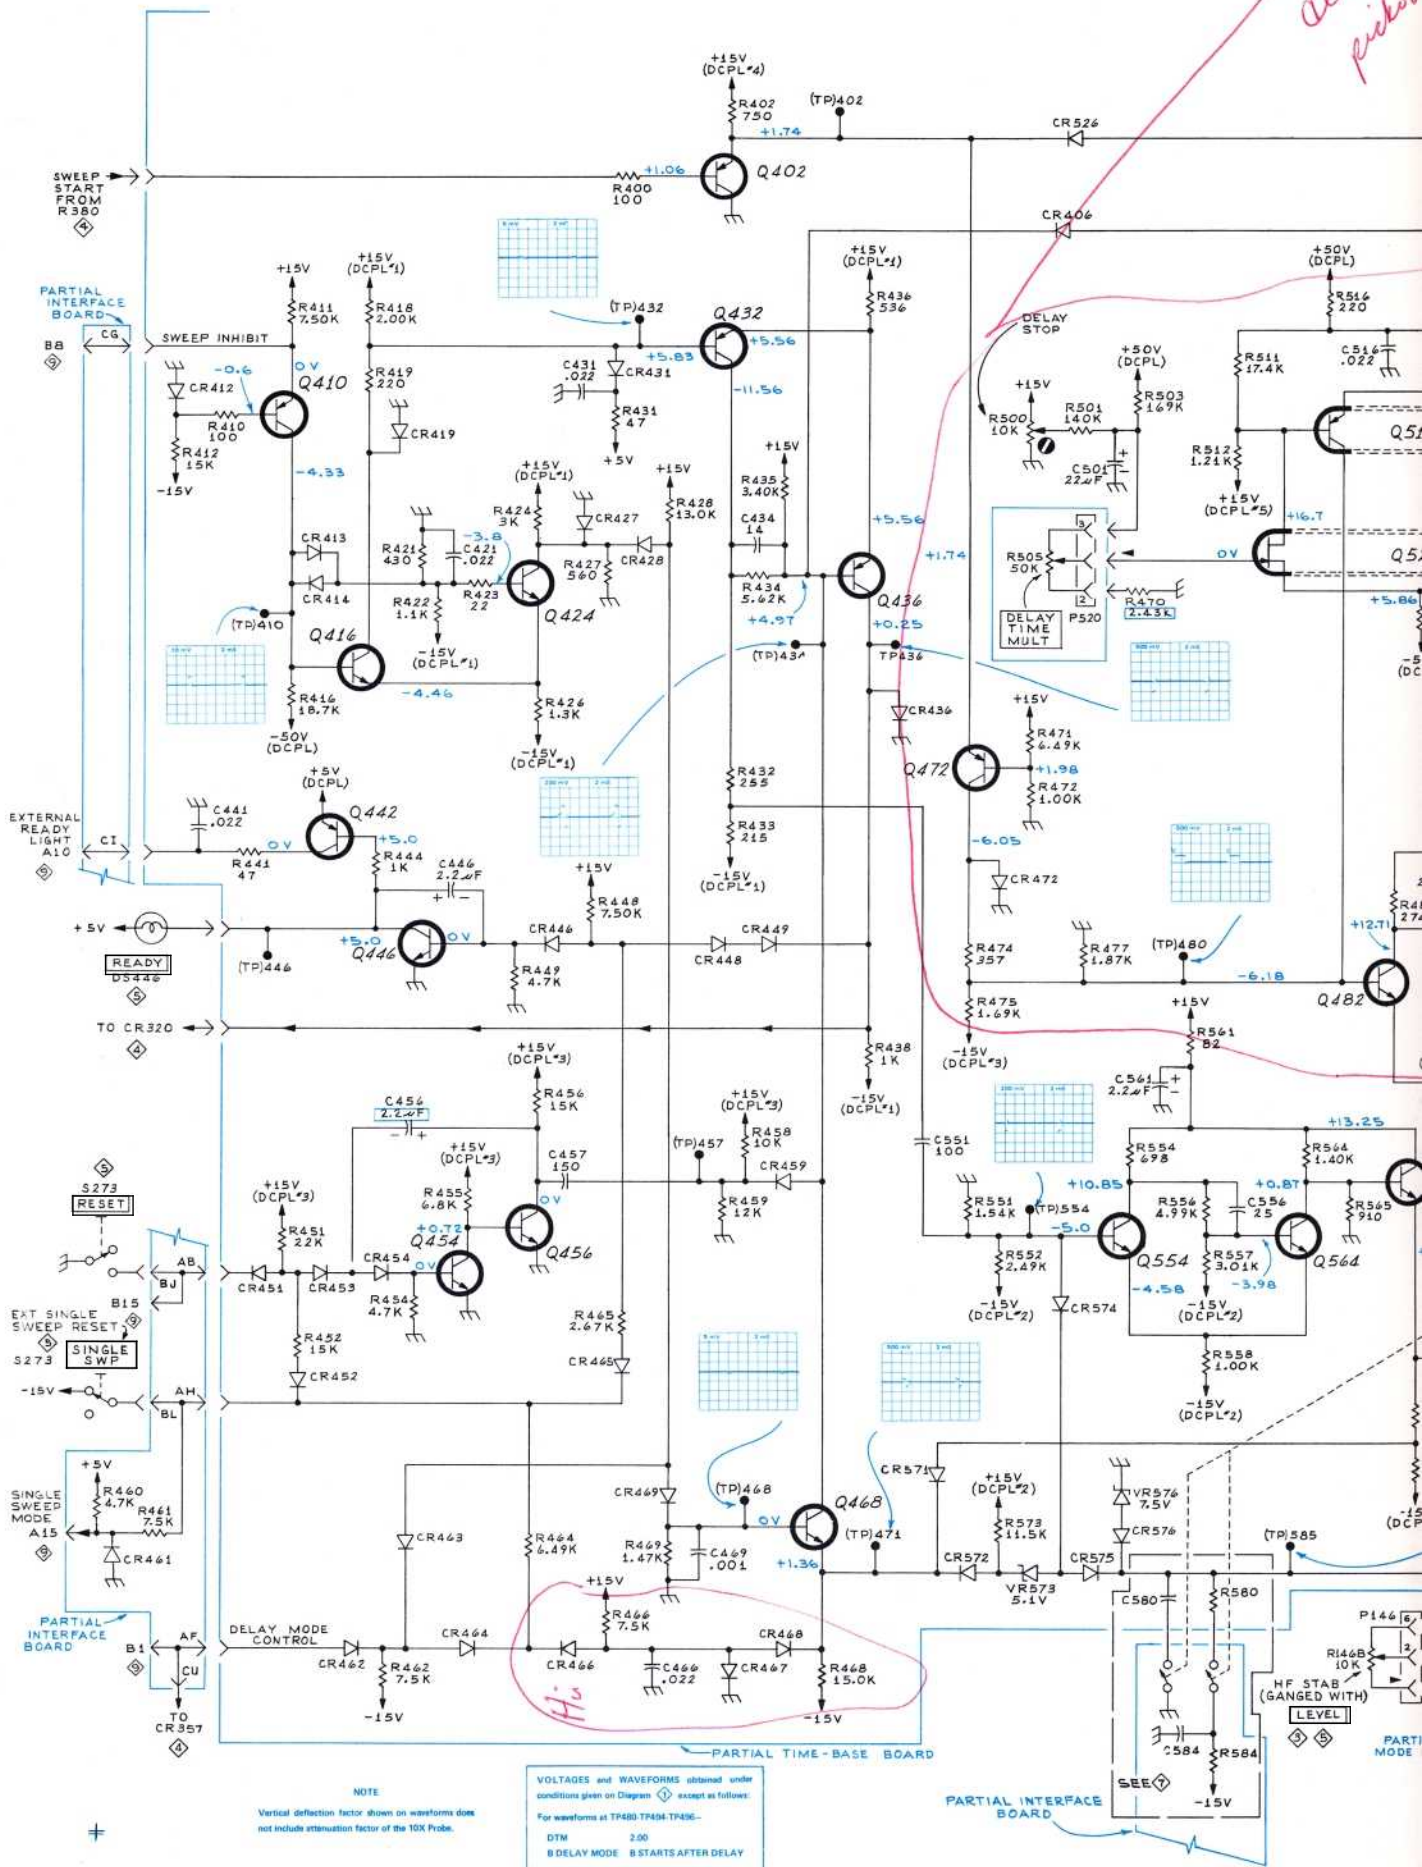 +15V
(DCPL#4)
R402
750
(TP)402
+1.74
CR526
SWEEP
START
FROM
R380
4
R400
100
+1.06
Q402
CR406
+15V
R411
7.50K
+15V
(DCPL#1)
R418
2.00K
(TP)432
Q432
+5.56
+15V
(DCPL#1)
R436
536
+50V
(DCPL)
R516
220
PARTIAL
INTERFACE
BOARD
B8
9
CG
SWEEP INHIBIT
-0.6
0V
CR412
Q410
R410
100
R412
15K
-15V
-4.33
R419
220
CR419
C431
.022
CR431
+5.83
R431
47
+5V
-11.56
DELAY
STOP
+15V
R500
10K
R501
140K
+50V
(DCPL)
R503
169K
C501
22µF
+
-
R511
17.4K
C516
.022
R512
1.21K
+15V
(DCPL#5)
+16.7
+15V
(DCPL#1)
R424
3K
CR427
R427
560
CR428
+15V
R428
13.0K
+15V
R435
3.40K
C434
14
R434
5.62K
+4.97
+5.56
Q436
+0.25
TP436
+1.74
R505
50K
3
2
P520
DELAY
TIME
MULT
0V
R470
2.43K
+5.86
CR413
CR414
R421
430
C421
.022
-3.8
R423
22
R422
1.1K
-15V
(DCPL#1)
Q424
(TP)410
Q416
-4.46
R416
18.7K
-50V
(DCPL)
R426
1.3K
-15V
(DCPL#1)
CR436
Q472
+15V
R471
6.49K
+1.98
R472
1.00K
-6.05
CR472
R432
255
R433
215
-15V
(DCPL#1)
+5V
(DCPL)
Q442
EXTERNAL
READY
LIGHT
A10
9
CI
C441
.022
R441
47
0V
+5.0
R444
1K
C446
2.2µF
+
-
+5V
READY
DS446
5
(TP)446
+5.0
Q446
0V
R449
4.7K
CR446
+15V
R448
7.50K
CR448
CR449
R474
357
R477
1.87K
(TP)480
-6.18
+12.71
Q482
R475
1.69K
-15V
(DCPL#3)
TO CR320
4
R438
1K
-15V
(DCPL#1)
+15V
R561
82
C561
2.2µF
+
-
+15V
(DCPL#3)
R456
15K
C456
2.2µF
-
+
+15V
(DCPL#3)
R455
6.8K
C457
150
(TP)457
+15V
(DCPL#3)
R458
10K
CR459
R459
12K
C551
100
+13.25
R554
698
R564
1.40K
R551
1.54K
(TP)554
+10.85
-5.0
R556
4.99K
C556
25
+0.87
R565
910
R552
2.49K
-15V
(DCPL#2)
Q554
-4.58
R557
3.01K
-15V
(DCPL#2)
-3.98
Q564
CR574
R558
1.00K
-15V
(DCPL#2)
5
S273
RESET
+15V
(DCPL#3)
R451
22K
AB
BJ
B15
9
CR451
CR453
CR454
+0.72
Q454
0V
R454
4.7K
0V
Q456
EXT SINGLE
SWEEP RESET
5
S273
SINGLE
SWP
-15V
AH
BL
R452
15K
CR452
R465
2.67K
CR465
+5V
SINGLE
SWEEP
MODE
A15
9
R460
4.7K
R461
7.5K
CR461
CR463
R464
6.49K
CR469
(TP)468
0V
Q468
+1.36
R469
1.47K
C469
.001
(TP)471
CR571
+15V
(DCPL#2)
R573
11.5K
CR572
VR573
5.1V
CR575
VR576
7.5V
CR576
(TP)585
C580
R580
PARTIAL
INTERFACE
BOARD
B1
9
AF
CU
TO
CR357
4
DELAY MODE
CONTROL
CR462
R462
7.5K
-15V
CR464
CR466
+15V
R466
7.5K
C466
.022
CR467
CR468
R468
15.0K
-15V
P146
6
2
R146B
10K
HF STAB
(GANGED WITH)
LEVEL
3 5
C584
R584
-15V
SEE 7
PARTIAL TIME-BASE BOARD
PARTIAL INTERFACE
BOARD
NOTE
Vertical deflection factor shown on waveforms does
not include attenuation factor of the 10X Probe.
VOLTAGES and WAVEFORMS obtained under
conditions given on Diagram 1 except as follows:
For waveforms at TP480-TP494-TP496--
DTM 2.00
B DELAY MODE B STARTS AFTER DELAY